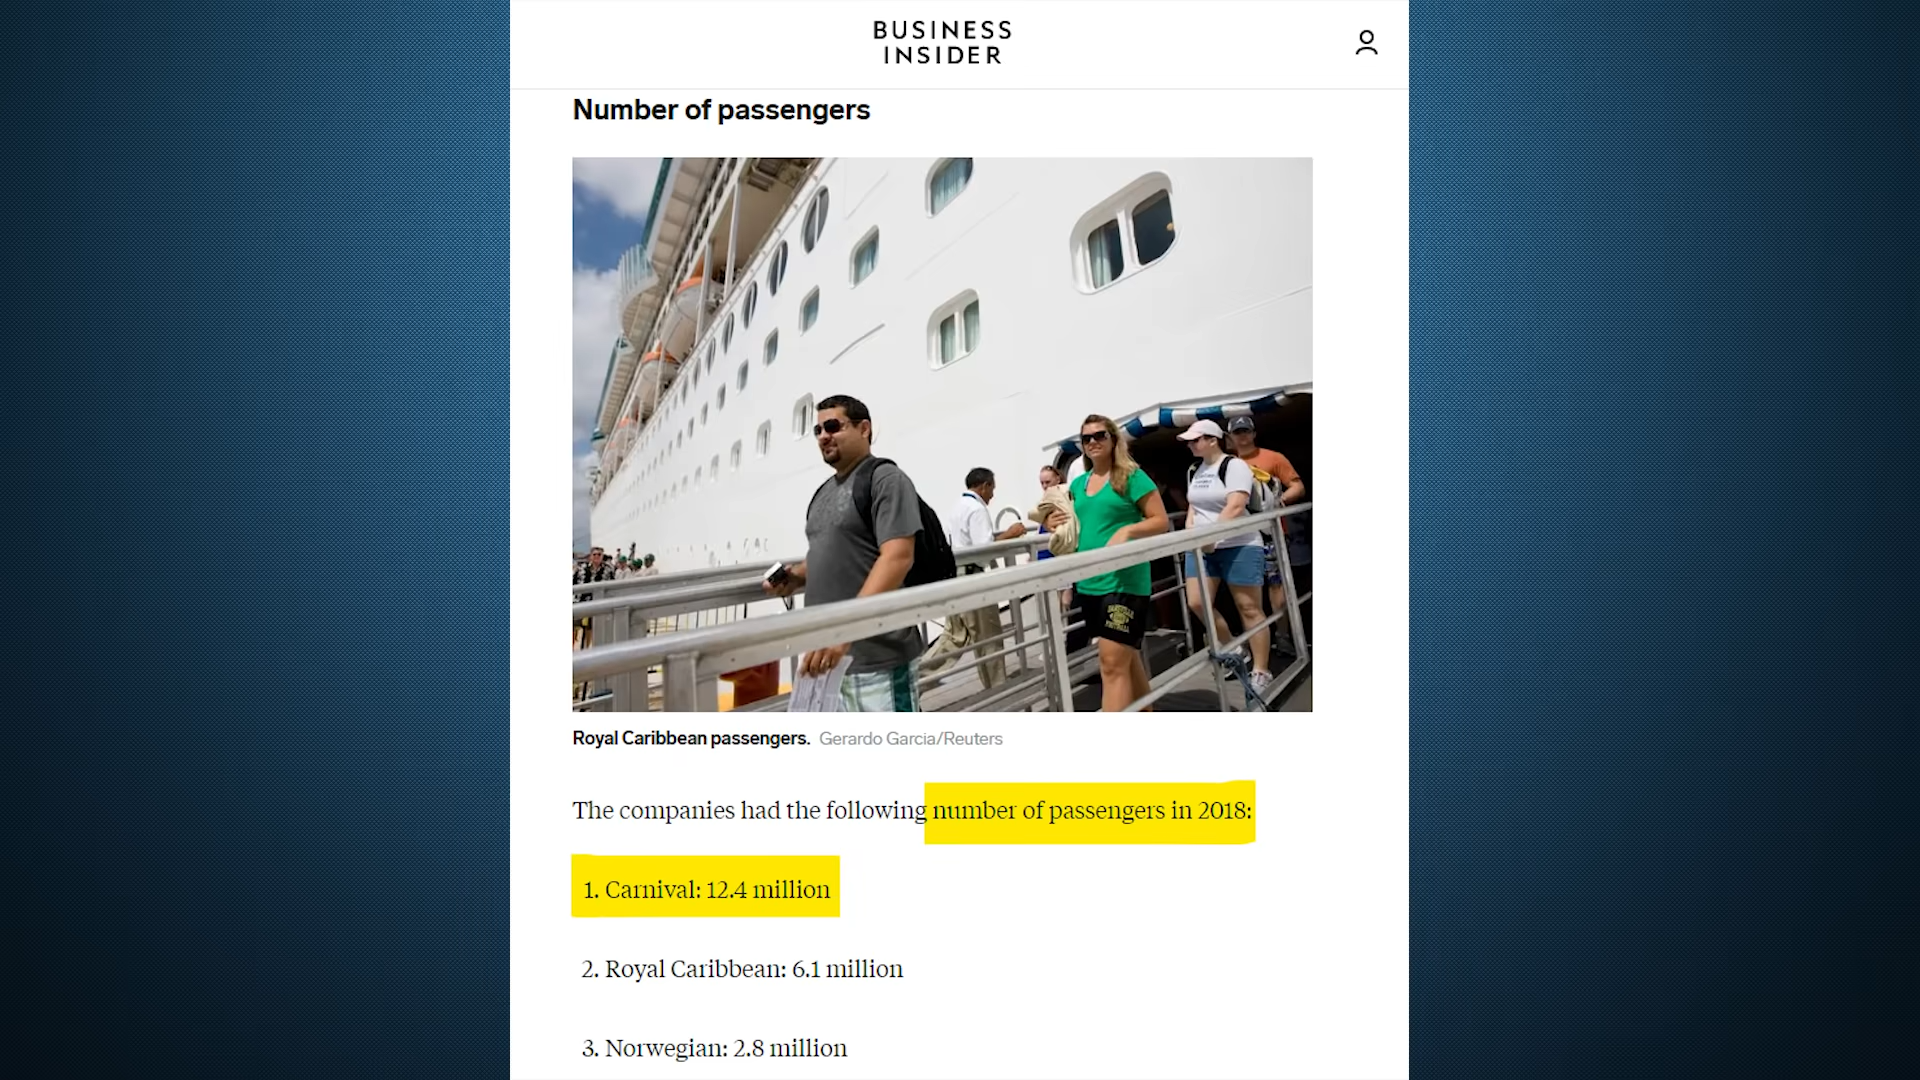 BUSINESS
INSIDER
Number of passengers
Royal Caribbean passengers. Gerardo Garcia/Reuters
The companies had the following number of passengers in 2018:
1. Carnival: 12.4 million
2. Royal Caribbean: 6.1 million
3. Norwegian: 2.8 million